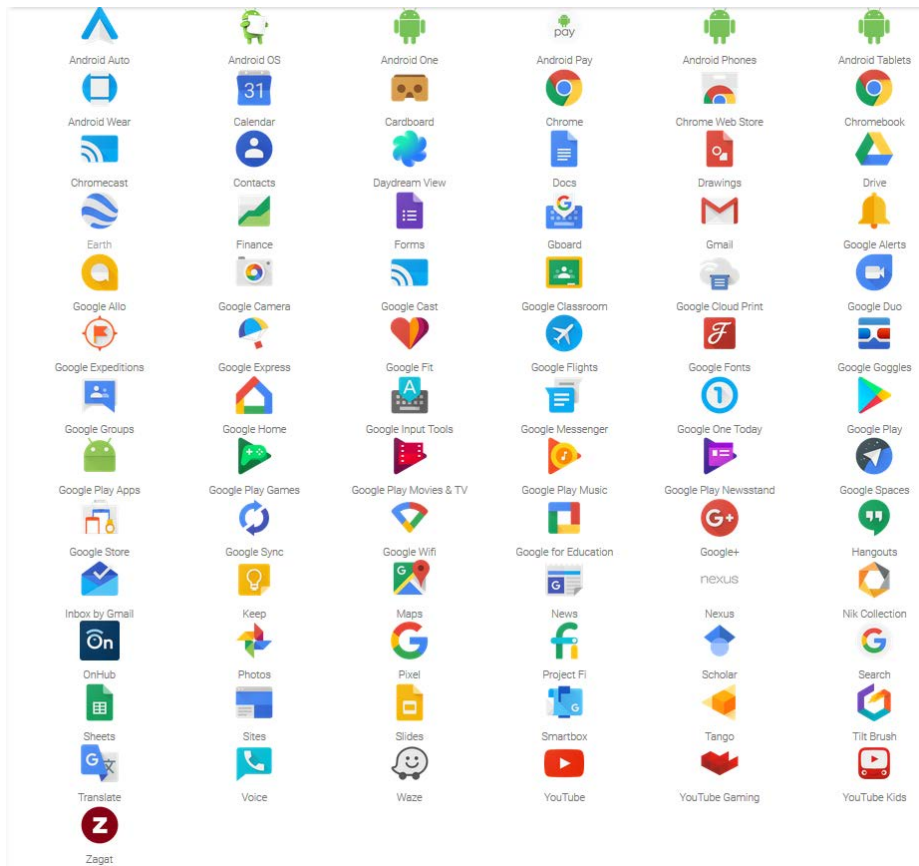 pay
Android Auto Android OS Android One Android Pay Android Phones Android Tablets
31
Android Wear Calendar Cardboard Chrome Chrome Web Store Chromebook
Chromecast Contacts Daydream View Docs Drawings Drive
G
Earth Finance Forms Gboard Gmail Google Alerts
Google Allo Google Camera Google Cast Google Classroom Google Cloud Print Google Duo
F
Google Expeditions Google Express Google Fit Google Flights Google Fonts Google Goggles
A 1
Google Groups Google Home Google Input Tools Google Messenger Google One Today Google Play
Google Play Apps Google Play Games Google Play Movies & TV Google Play Music Google Play Newsstand Google Spaces
G+
Google Store Google Sync Google Wifi Google for Education Google+ Hangouts
G G nexus
Inbox by Gmail Keep Maps News Nexus Nik Collection
On G fi G
OnHub Photos Pixel Project Fi Scholar Search
G
Sheets Sites Slides Smartbox Tango Tilt Brush
G 文
Translate Voice Waze YouTube YouTube Gaming YouTube Kids
Z
Zagat